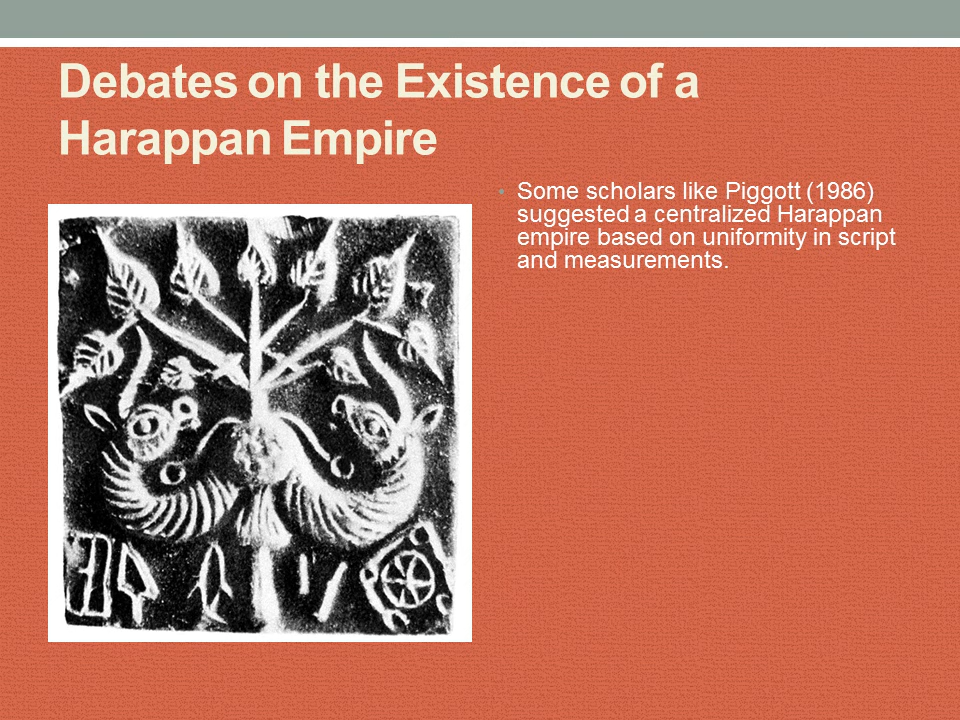 Debates on the Existence of a
Harappan Empire
• Some scholars like Piggott (1986)
suggested a centralized Harappan
empire based on uniformity in script
and measurements.